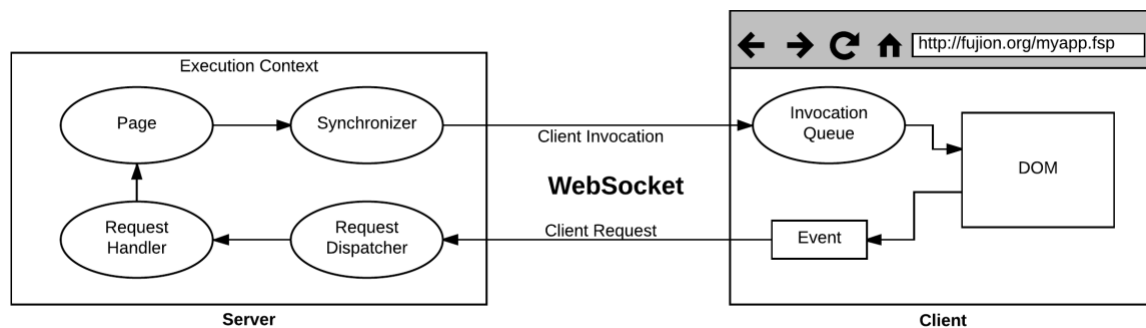 http://fujion.org/myapp.fsp
Execution Context
Page
Synchronizer
Client Invocation
Invocation
Queue
DOM
WebSocket
Request
Handler
Request
Dispatcher
Client Request
Event
Server
Client